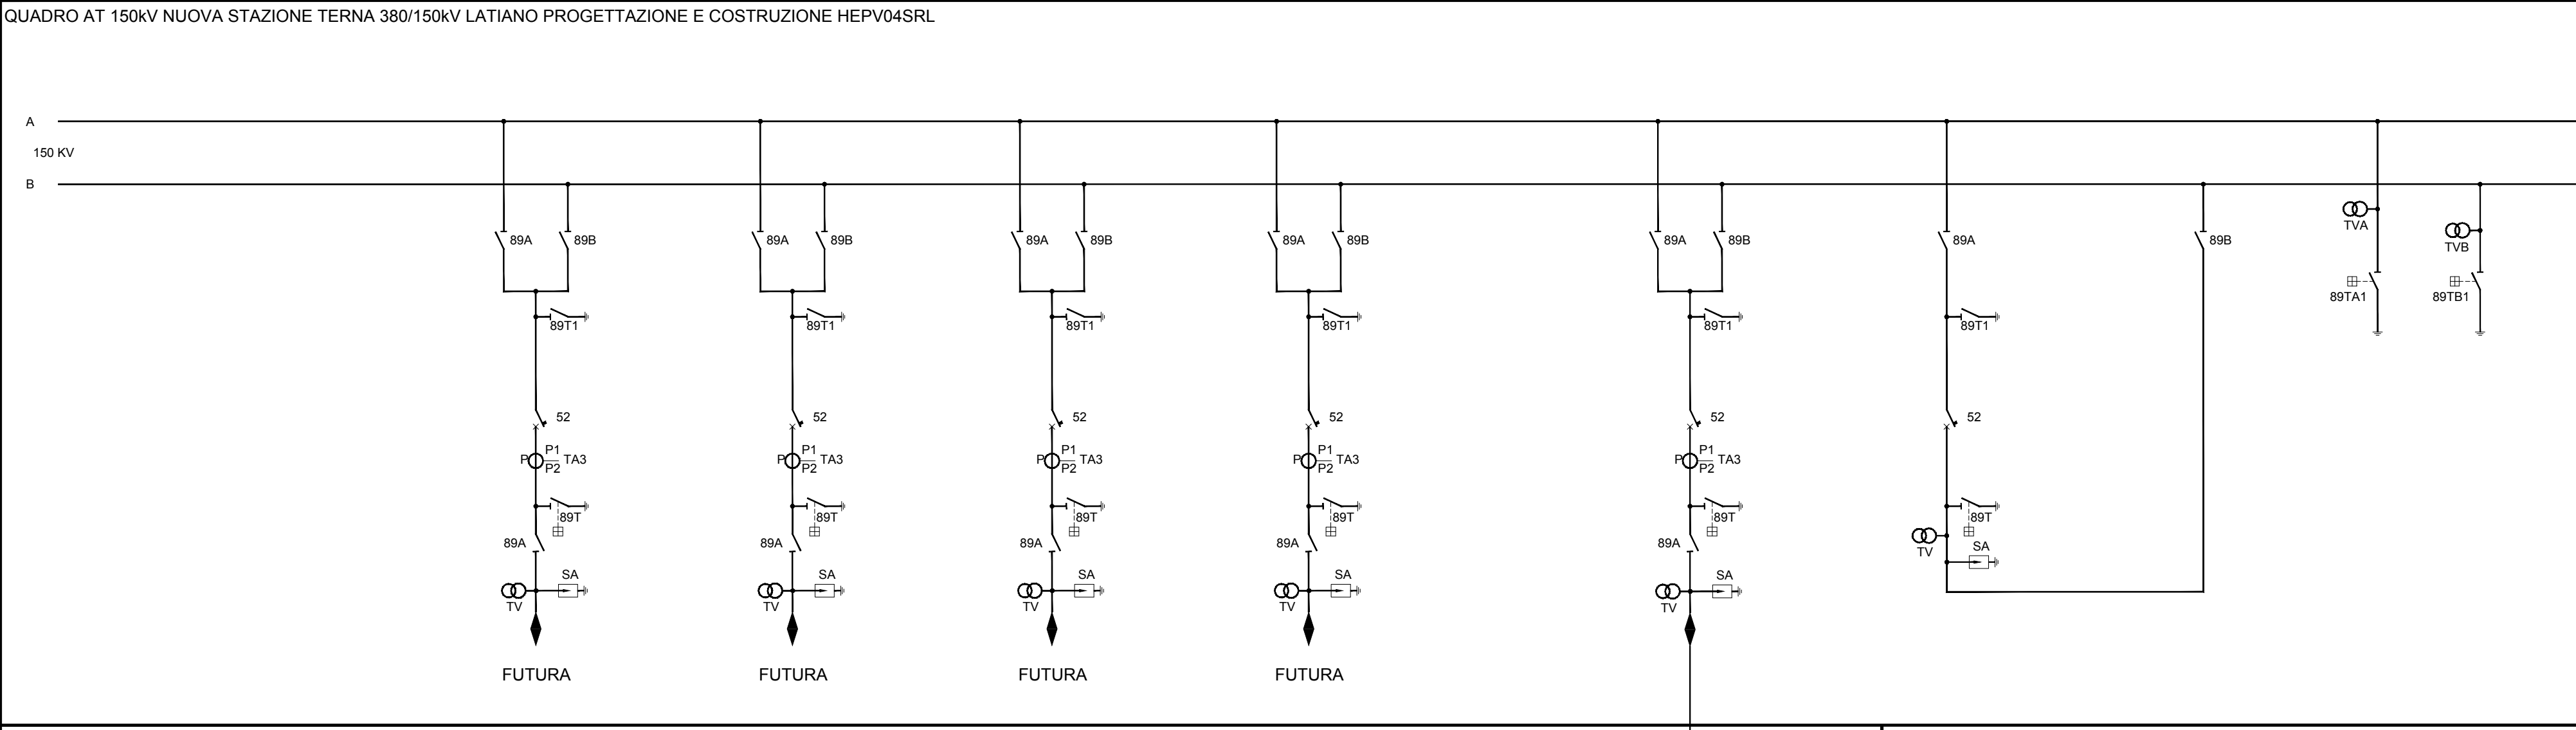 QUADRO AT 150kV NUOVA STAZIONE TERNA 380/150kV LATIANO PROGETTAZIONE E COSTRUZIONE HEPV04SRL
A
150 KV
B
TVA
TVB
89A 89B 89A 89B 89A 89B 89A 89B 89A 89B 89A 89B
89TA1 89TB1
89T1 89T1 89T1 89T1 89T1 89T1
52 52 52 52 52 52
P P1 TA3 P P1 TA3 P P1 TA3 P P1 TA3 P P1 TA3
P2 P2 P2 P2 P2
89T 89T 89T 89T 89T 89T
89A 89A 89A 89A 89A
TV SA
SA SA SA SA SA
TV TV TV TV TV
FUTURA FUTURA FUTURA FUTURA